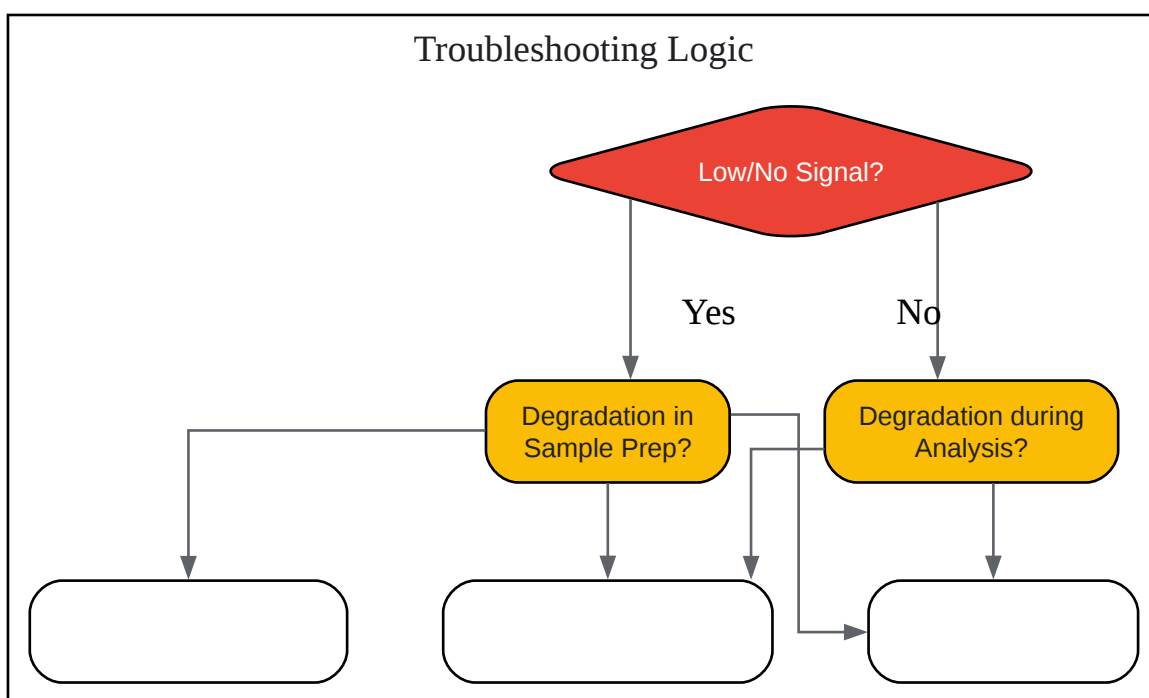 Troubleshooting Logic
Low/No Signal?
Yes
No
Degradation in
Sample Prep?
Degradation during
Analysis?